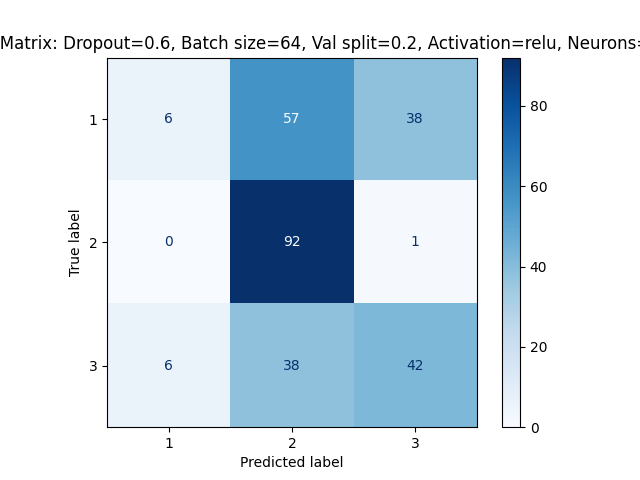 Matrix: Dropout=0.6, Batch size=64, Val split=0.2, Activation=relu, Neurons=
1 6 57 38
2 0 92 1
3 6 38 42
1 2 3
Predicted label
True label
80
60
40
20
0